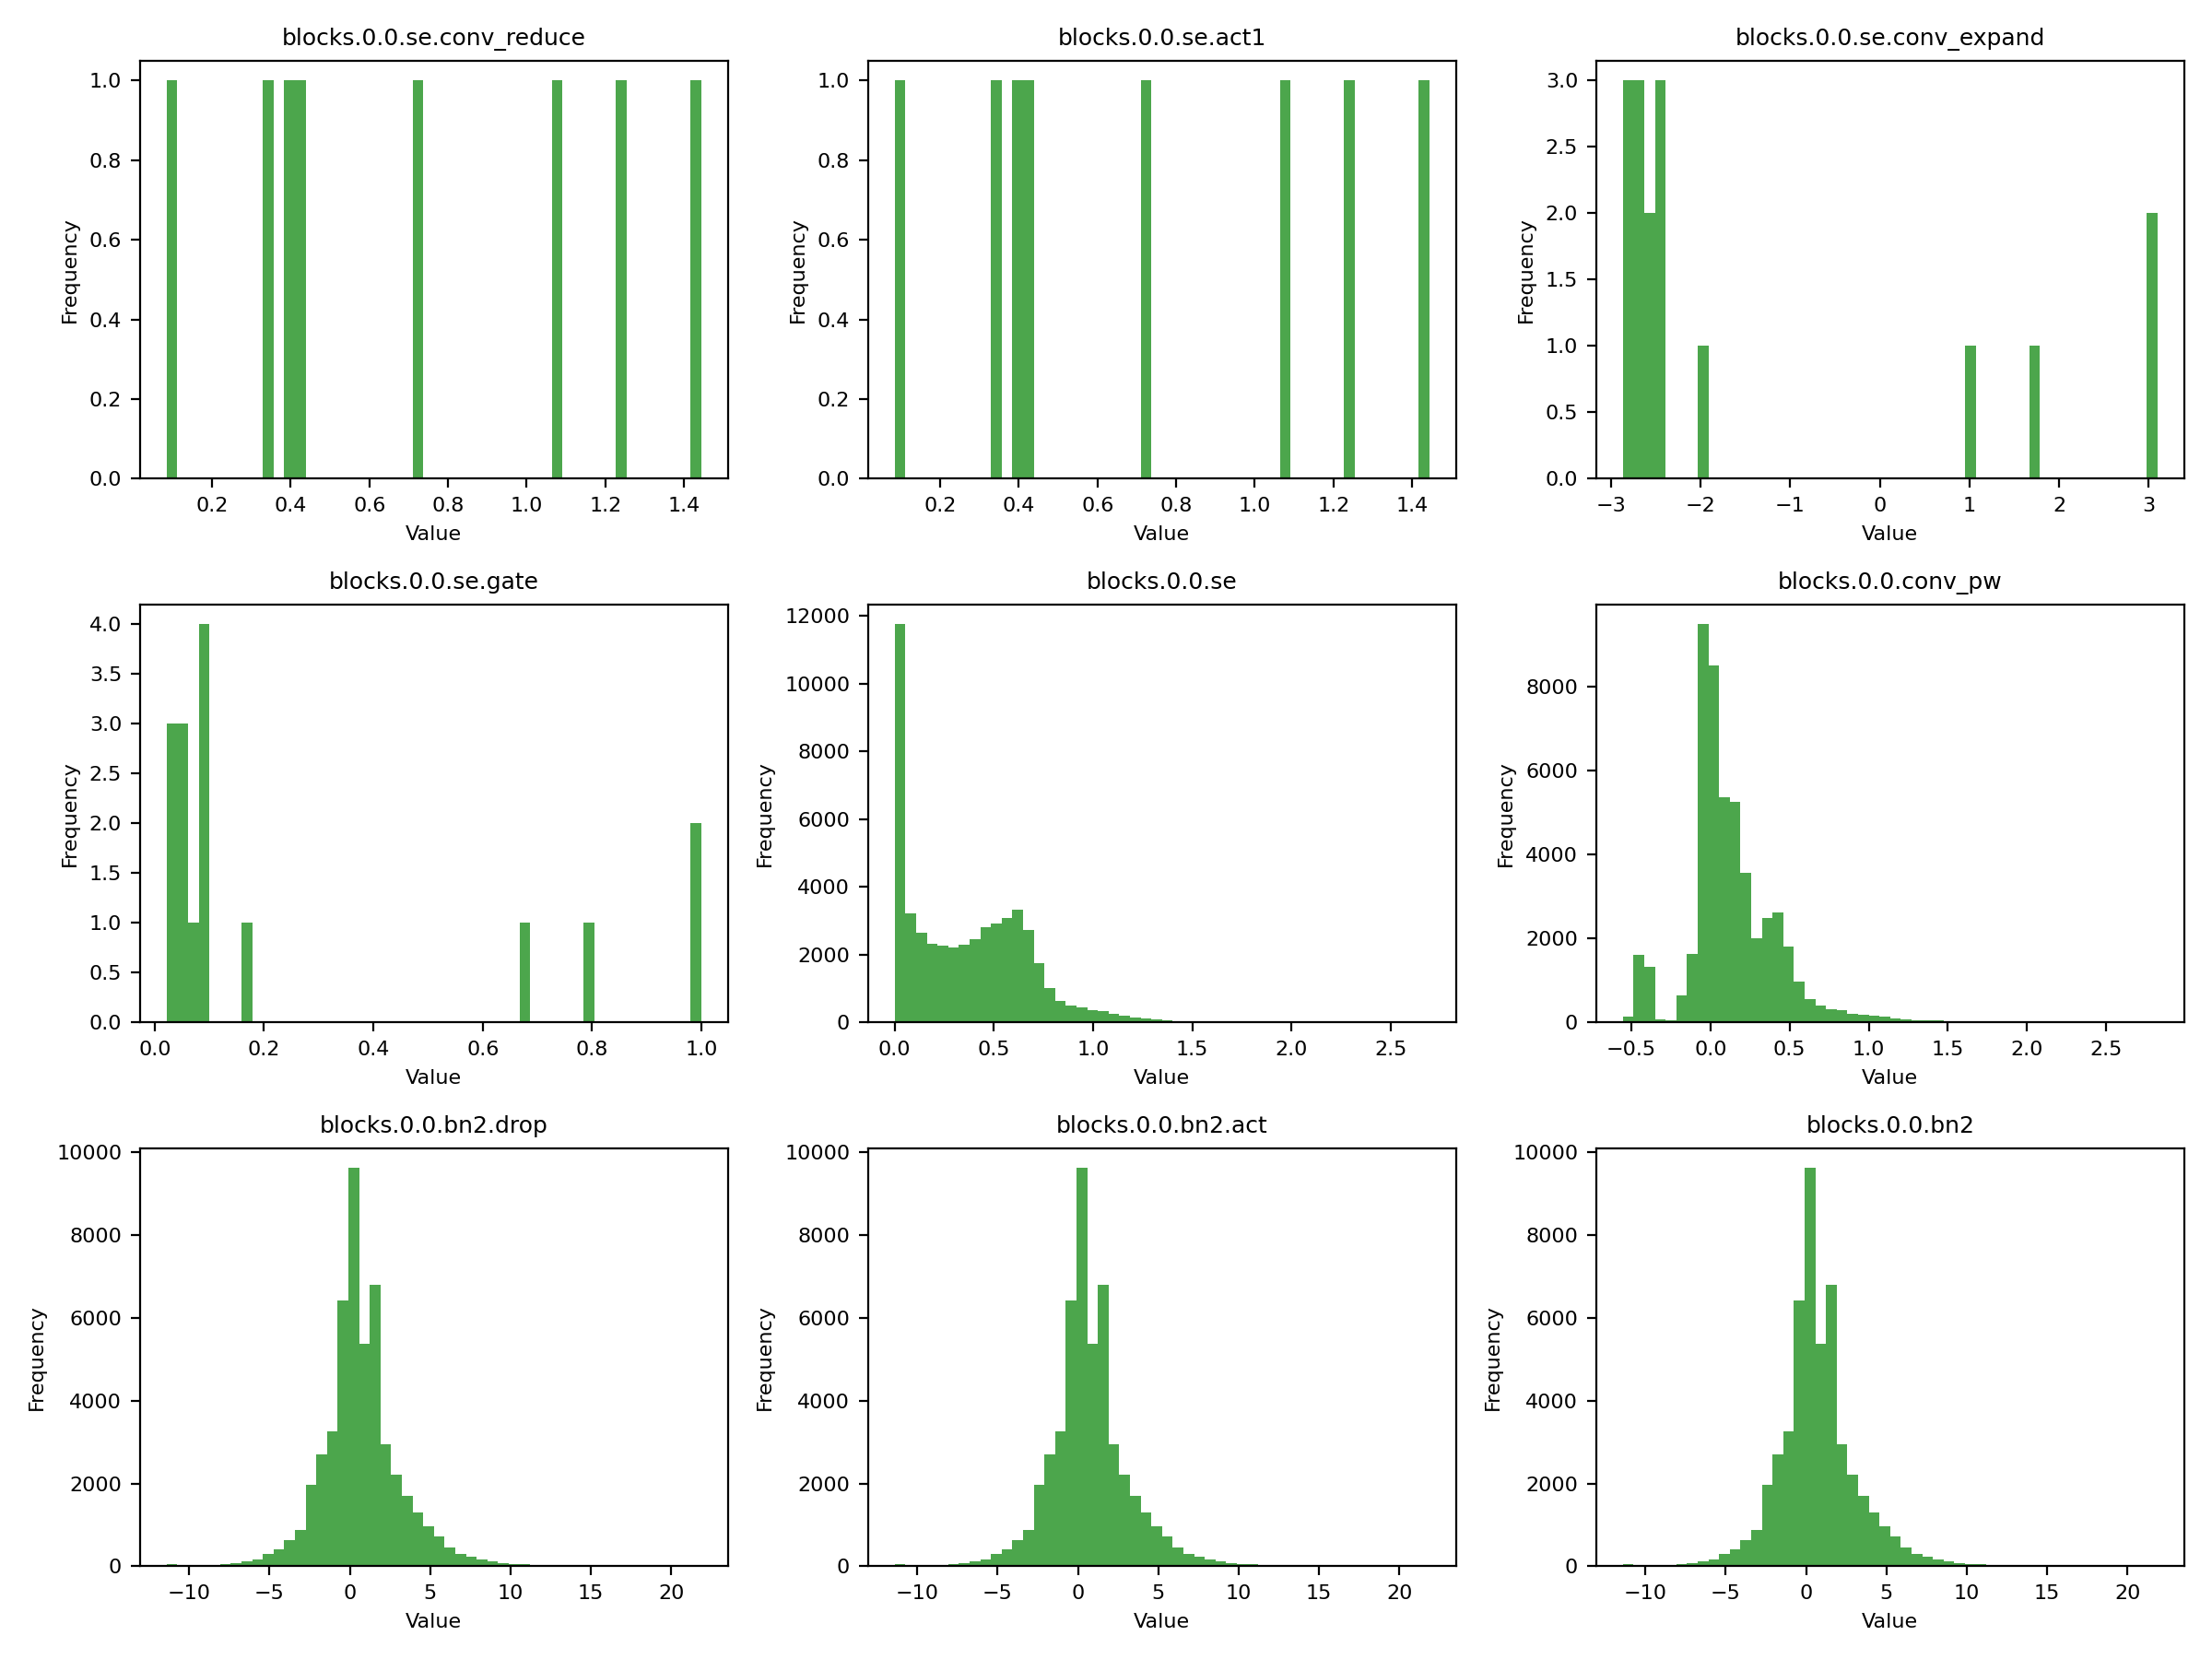 blocks.0.0.se.conv_reduce
Frequency
1.0
0.8
0.6
0.4
0.2
0.0
0.2 0.4 0.6 0.8 1.0 1.2 1.4
Value
blocks.0.0.se.act1
Frequency
1.0
0.8
0.6
0.4
0.2
0.0
0.2 0.4 0.6 0.8 1.0 1.2 1.4
Value
blocks.0.0.se.conv_expand
Frequency
3.0
2.5
2.0
1.5
1.0
0.5
0.0
−3 −2 −1 0 1 2 3
Value
blocks.0.0.se.gate
Frequency
4.0
3.5
3.0
2.5
2.0
1.5
1.0
0.5
0.0
0.0 0.2 0.4 0.6 0.8 1.0
Value
blocks.0.0.se
Frequency
12000
10000
8000
6000
4000
2000
0
0.0 0.5 1.0 1.5 2.0 2.5
Value
blocks.0.0.conv_pw
Frequency
8000
6000
4000
2000
0
−0.5 0.0 0.5 1.0 1.5 2.0 2.5
Value
blocks.0.0.bn2.drop
Frequency
10000
8000
6000
4000
2000
0
−10 −5 0 5 10 15 20
Value
blocks.0.0.bn2.act
Frequency
10000
8000
6000
4000
2000
0
−10 −5 0 5 10 15 20
Value
blocks.0.0.bn2
Frequency
10000
8000
6000
4000
2000
0
−10 −5 0 5 10 15 20
Value